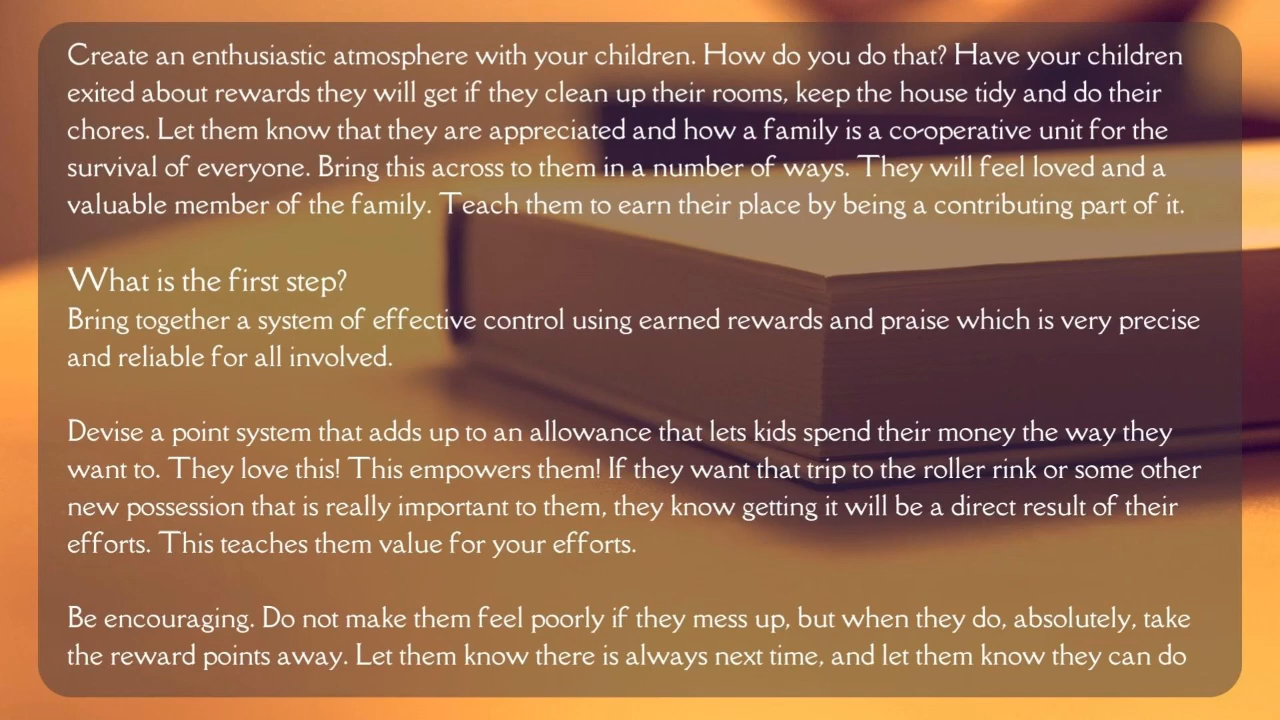 Create an enthusiastic atmosphere with your children. How do you do that? Have your children
exited about rewards they will get if they clean up their rooms, keep the house tidy and do their
chores. Let them know that they are appreciated and how a family is a co-operative unit for the
survival of everyone. Bring this across to them in a number of ways. They will feel loved and a
valuable member of the family. Teach them to earn their place by being a contributing part of it.
What is the first step?
Bring together a system of effective control using earned rewards and praise which is very precise
and reliable for all involved.
Devise a point system that adds up to an allowance that lets kids spend their money the way they
want to. They love this! This empowers them! If they want that trip to the roller rink or some other
new possession that is really important to them, they know getting it will be a direct result of their
efforts. This teaches them value for your efforts.
Be encouraging. Do not make them feel poorly if they mess up, but when they do, absolutely, take
the reward points away. Let them know there is always next time, and let them know they can do